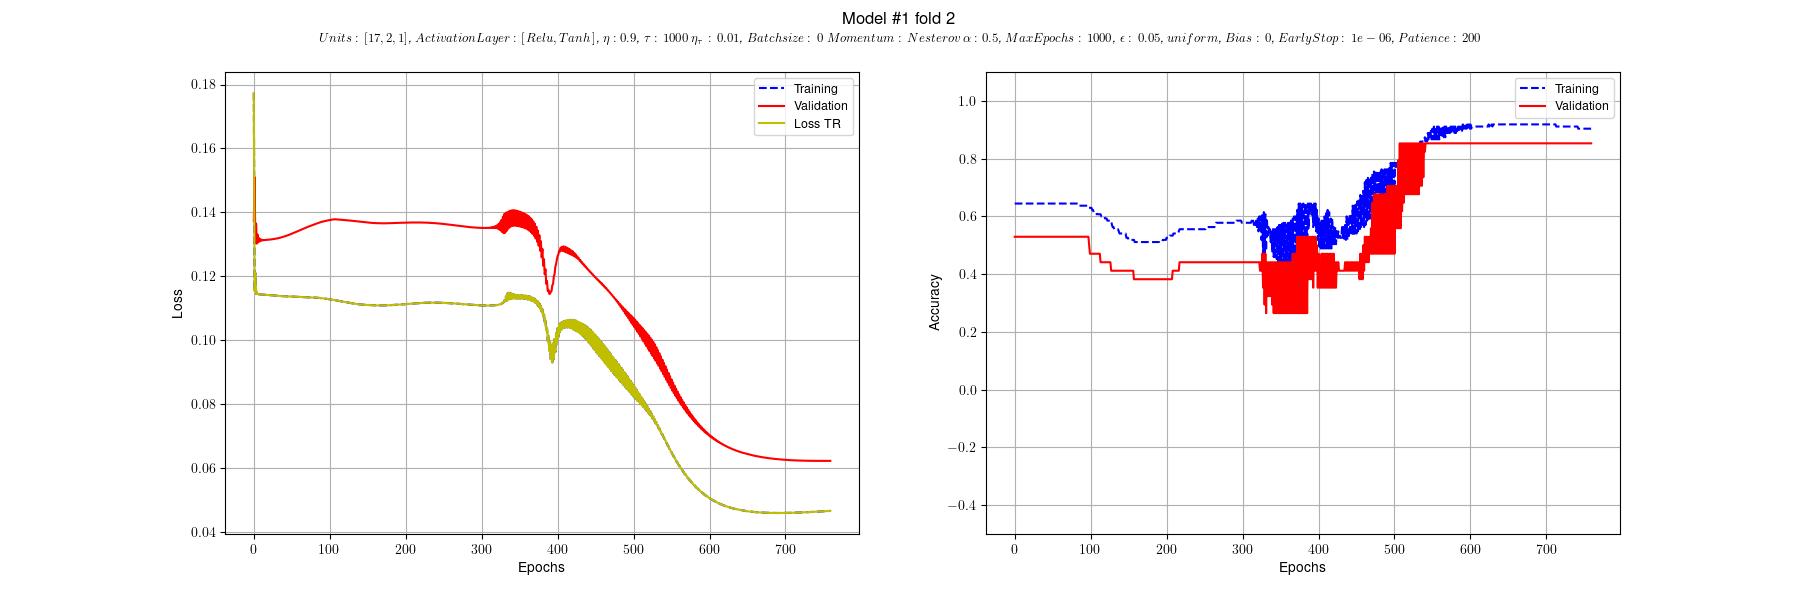 Model #1 fold 2
Units : [17, 2, 1], ActivationLayer : [Relu, Tanh], η : 0.9, τ : 1000 ητ : 0.01, Batchsize : 0 Momentum : Nesterov α : 0.5, MaxEpochs : 1000, ϵ : 0.05, uniform, Bias : 0, EarlyStop : 1e − 06, Patience : 200
Loss
0.18
0.16
0.14
0.12
0.10
0.08
0.06
0.04
Training
Validation
Loss TR
0 100 200 300 400 500 600 700
Epochs
Accuracy
1.0
0.8
0.6
0.4
0.2
0.0
−0.2
−0.4
Training
Validation
0 100 200 300 400 500 600 700
Epochs